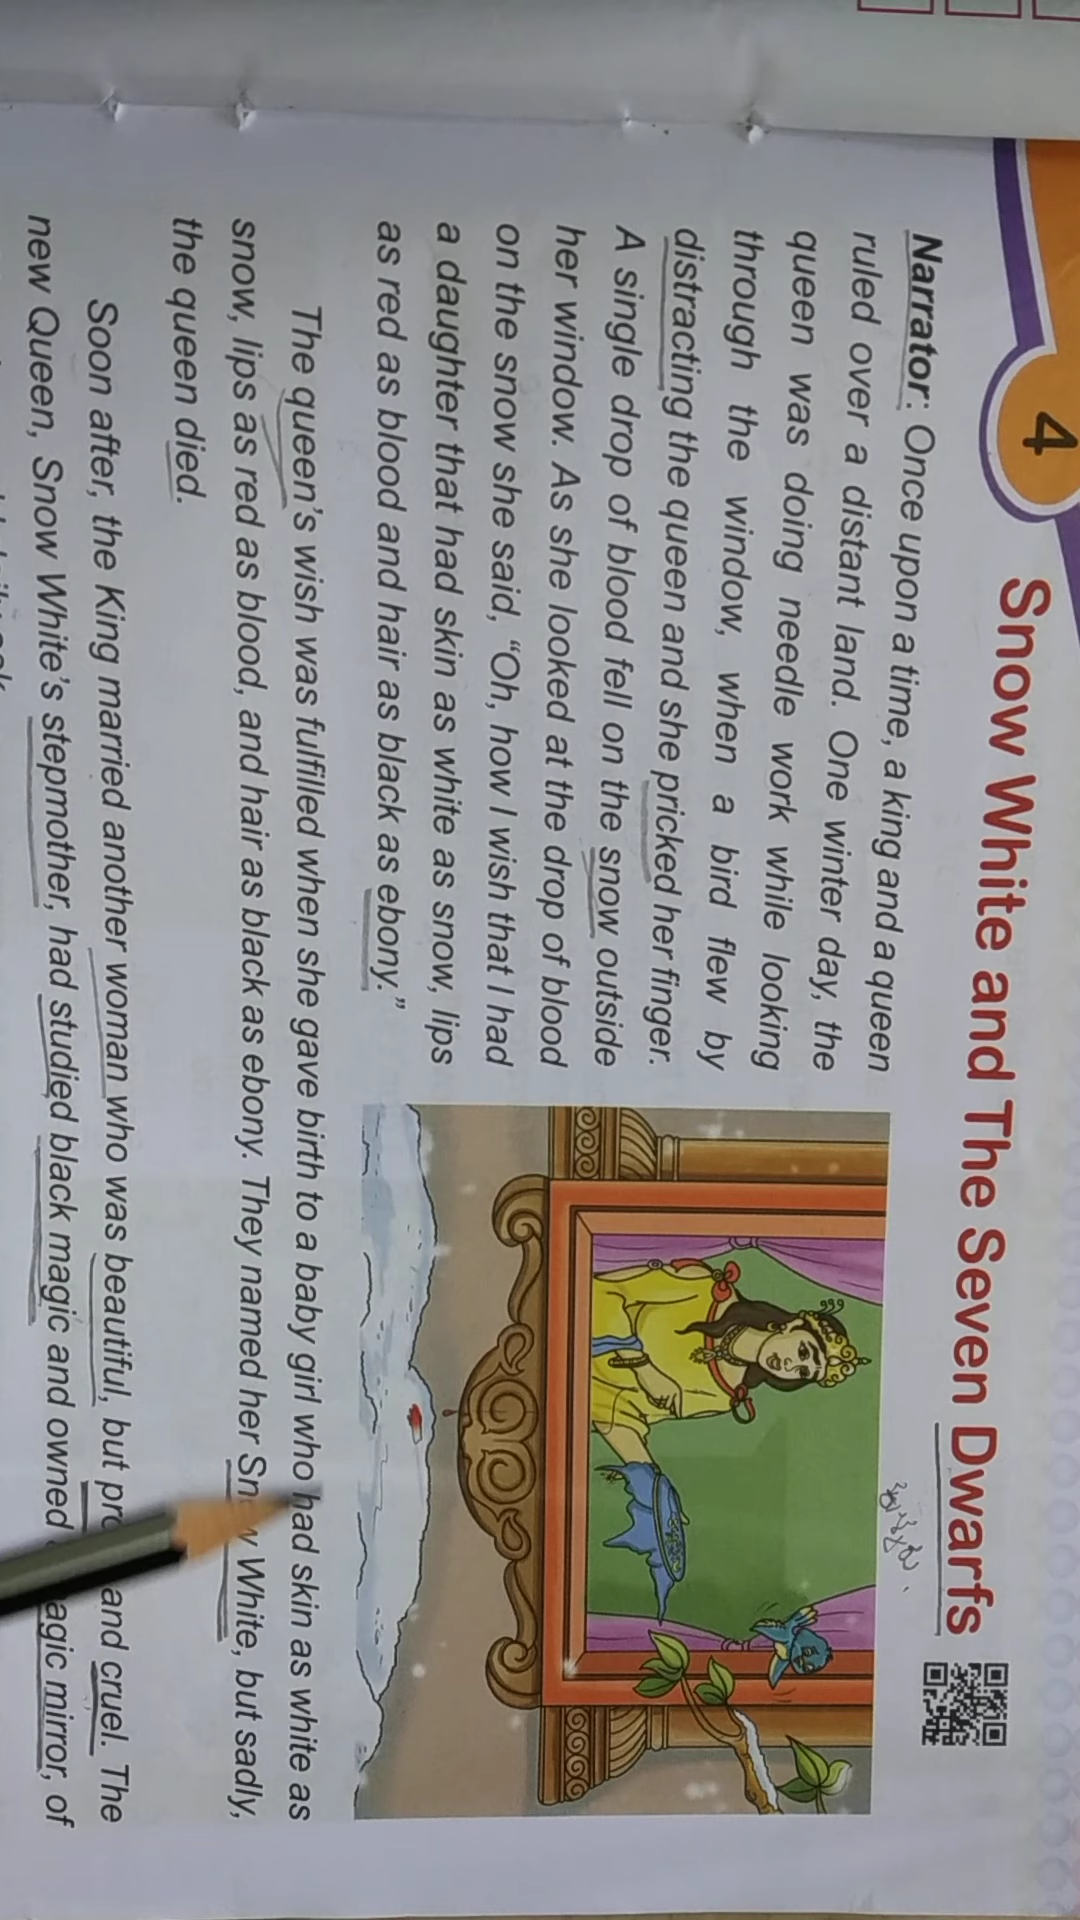 4
Snow White and The Seven Dwarfs
Narrator: Once upon a time, a king and a queen
ruled over a distant land. One winter day, the
queen was doing needle work while looking
through the window, when a bird flew by
distracting the queen and she pricked her finger.
A single drop of blood fell on the snow outside
her window. As she looked at the drop of blood
on the snow she said, “Oh, how I wish that I had
a daughter that had skin as white as snow, lips
as red as blood and hair as black as ebony.”
The queen’s wish was fulfilled when she gave birth to a baby girl who had skin as white as
snow, lips as red as blood, and hair as black as ebony. They named her Snow White, but sadly,
the queen died.
Soon after, the King married another woman who was beautiful, but and cruel. The
new Queen, Snow White’s stepmother, had studied black magic and owned magic mirror, of